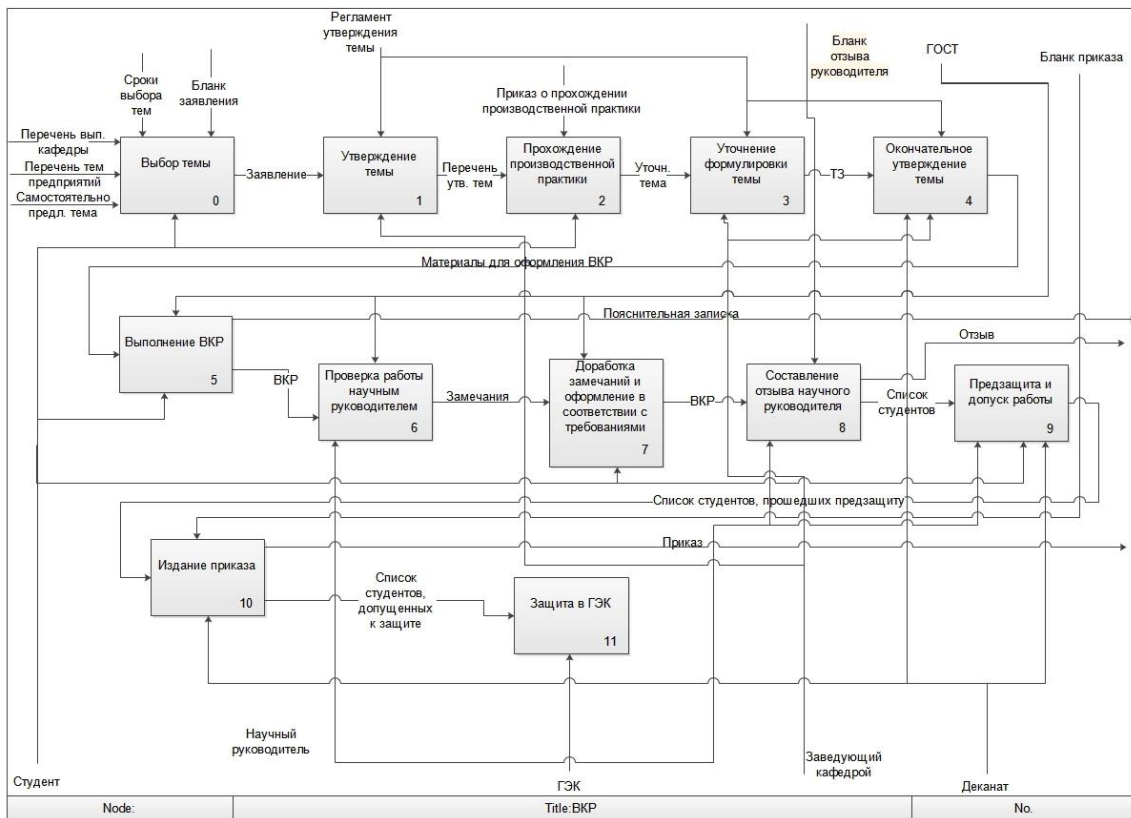 Регламент
утверждения
темы
Бланк
отзыва
руководителя
ГОСТ
Бланк приказа
Сроки
выбора
тем
Бланк
заявления
Приказ о прохождении
производственной практики
Перечень вып.
кафедры
Перечень тем
предприятий
Самостоятельно
предл. тема
Выбор темы
0
Заявление
Утверждение
темы
1
Перечень
утв. тем
Прохождение
производственной
практики
2
Уточн.
тема
Уточнение
формулировки
темы
3
ТЗ
Окончательное
утверждение
темы
4
Материалы для оформления ВКР
Выполнение ВКР
5
Пояснительная записка
Отзыв
ВКР
Проверка работы
научным
руководителем
6
Замечания
Доработка
замечаний и
оформление в
соответствии с
требованиями
7
ВКР
Составление
отзыва научного
руководителя
8
Список
студентов
Предзащита и
допуск работы
9
Список студентов, прошедших предзащиту
Издание приказа
10
Приказ
Список
студентов,
допущенных
к защите
Защита в ГЭК
11
Научный
руководитель
Студент
ГЭК
Заведующий
кафедрой
Деканат
Node:
Title:ВКР
No.